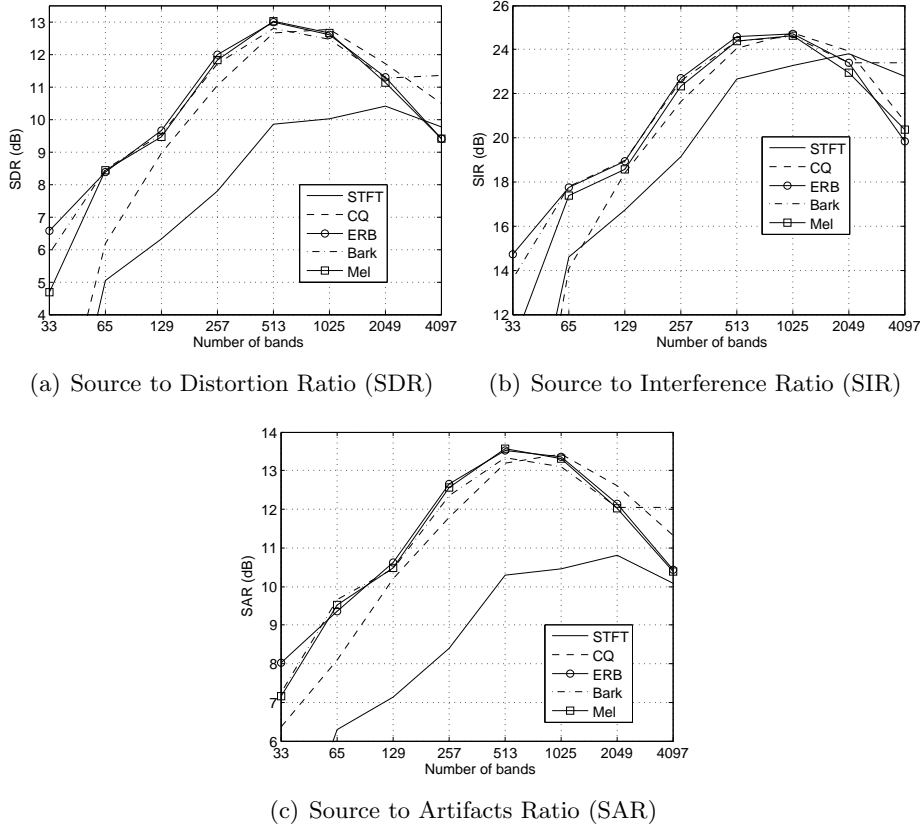 13
12
11
10
9
8
7
6
5
4
SDR (dB)
33 65 129 257 513 1025 2049 4097
Number of bands
STFT
CQ
ERB
Bark
Mel
26
24
22
20
18
16
14
12
SIR (dB)
33 65 129 257 513 1025 2049 4097
Number of bands
STFT
CQ
ERB
Bark
Mel
(a) Source to Distortion Ratio (SDR)
(b) Source to Interference Ratio (SIR)
14
13
12
11
10
9
8
7
6
SAR (dB)
33 65 129 257 513 1025 2049 4097
Number of bands
STFT
CQ
ERB
Bark
Mel
(c) Source to Artifacts Ratio (SAR)